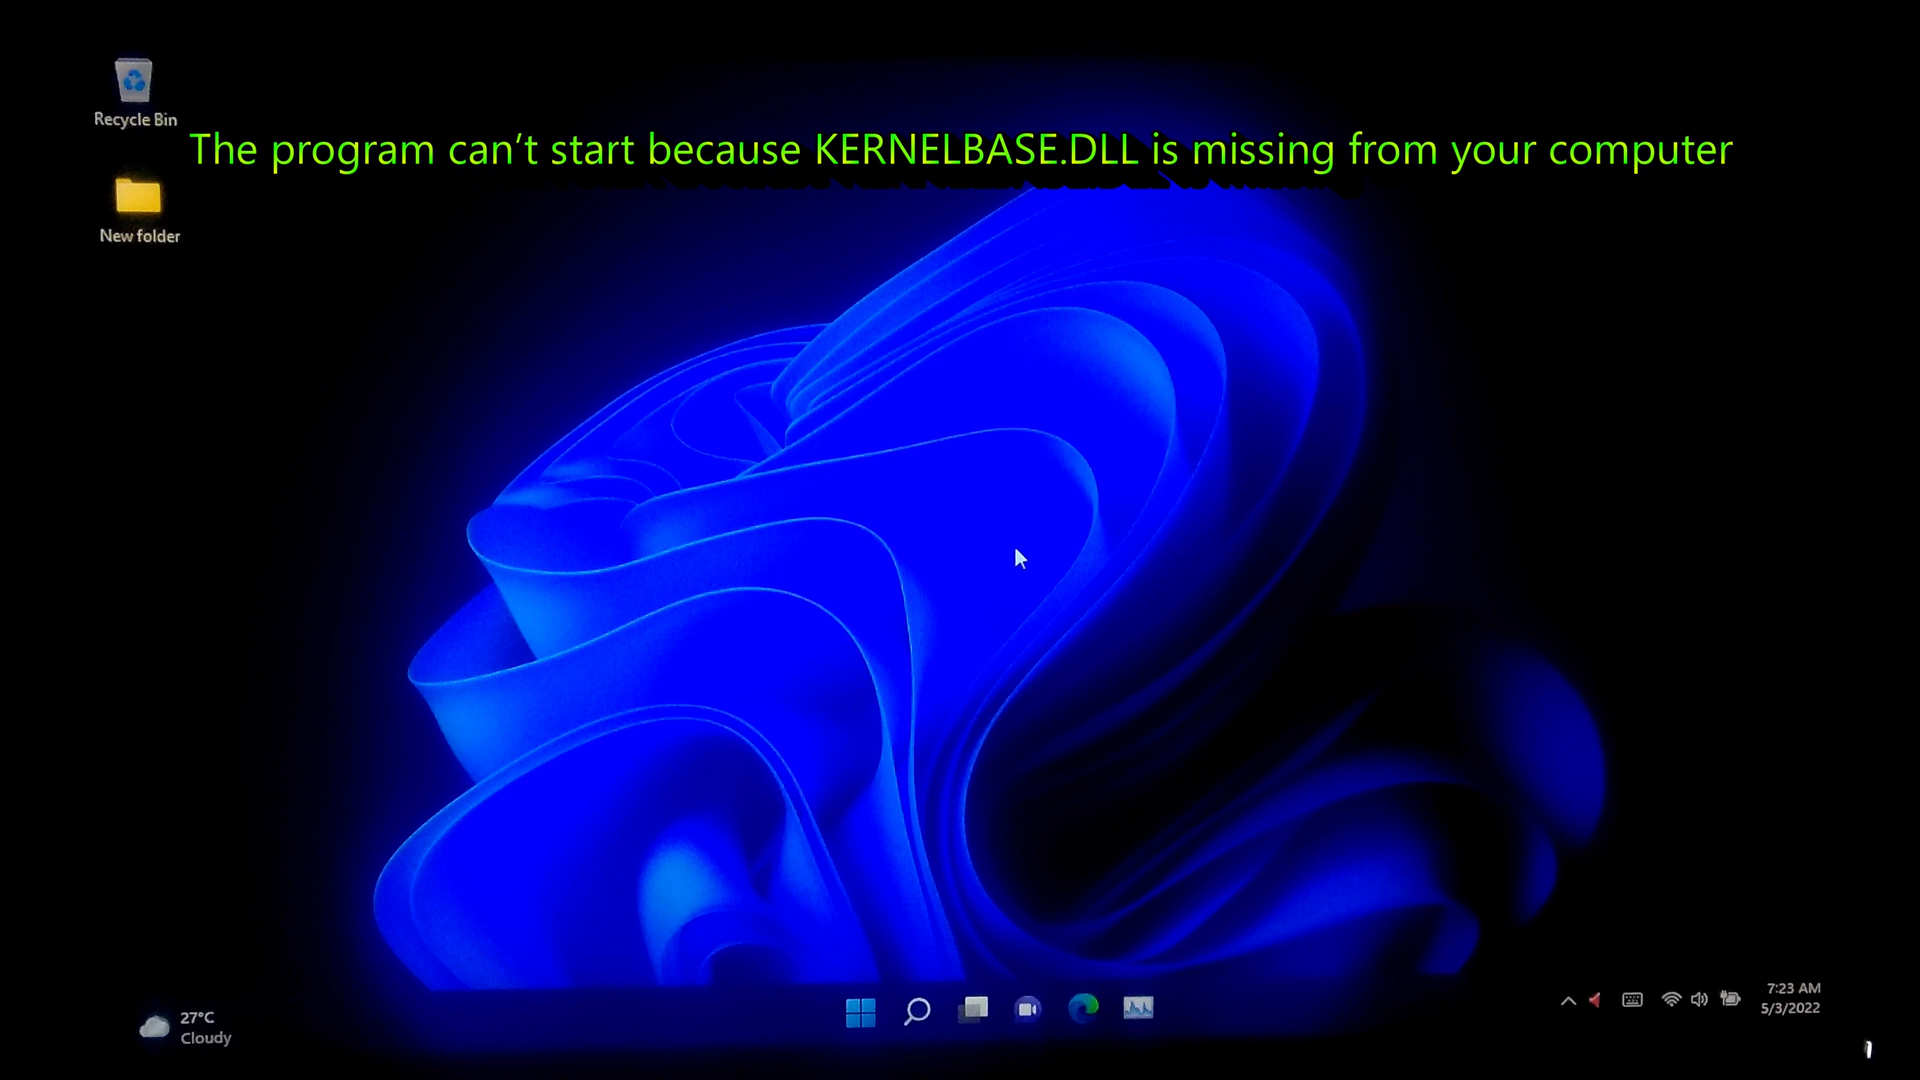 Recycle Bin
The program can’t start because KERNELBASE.DLL is missing from your computer
New folder
27°C
Cloudy
7:23 AM
5/3/2022